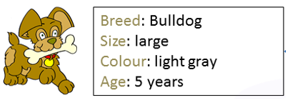 Breed: Bulldog
Size: large
Colour: light gray
Age: 5 years